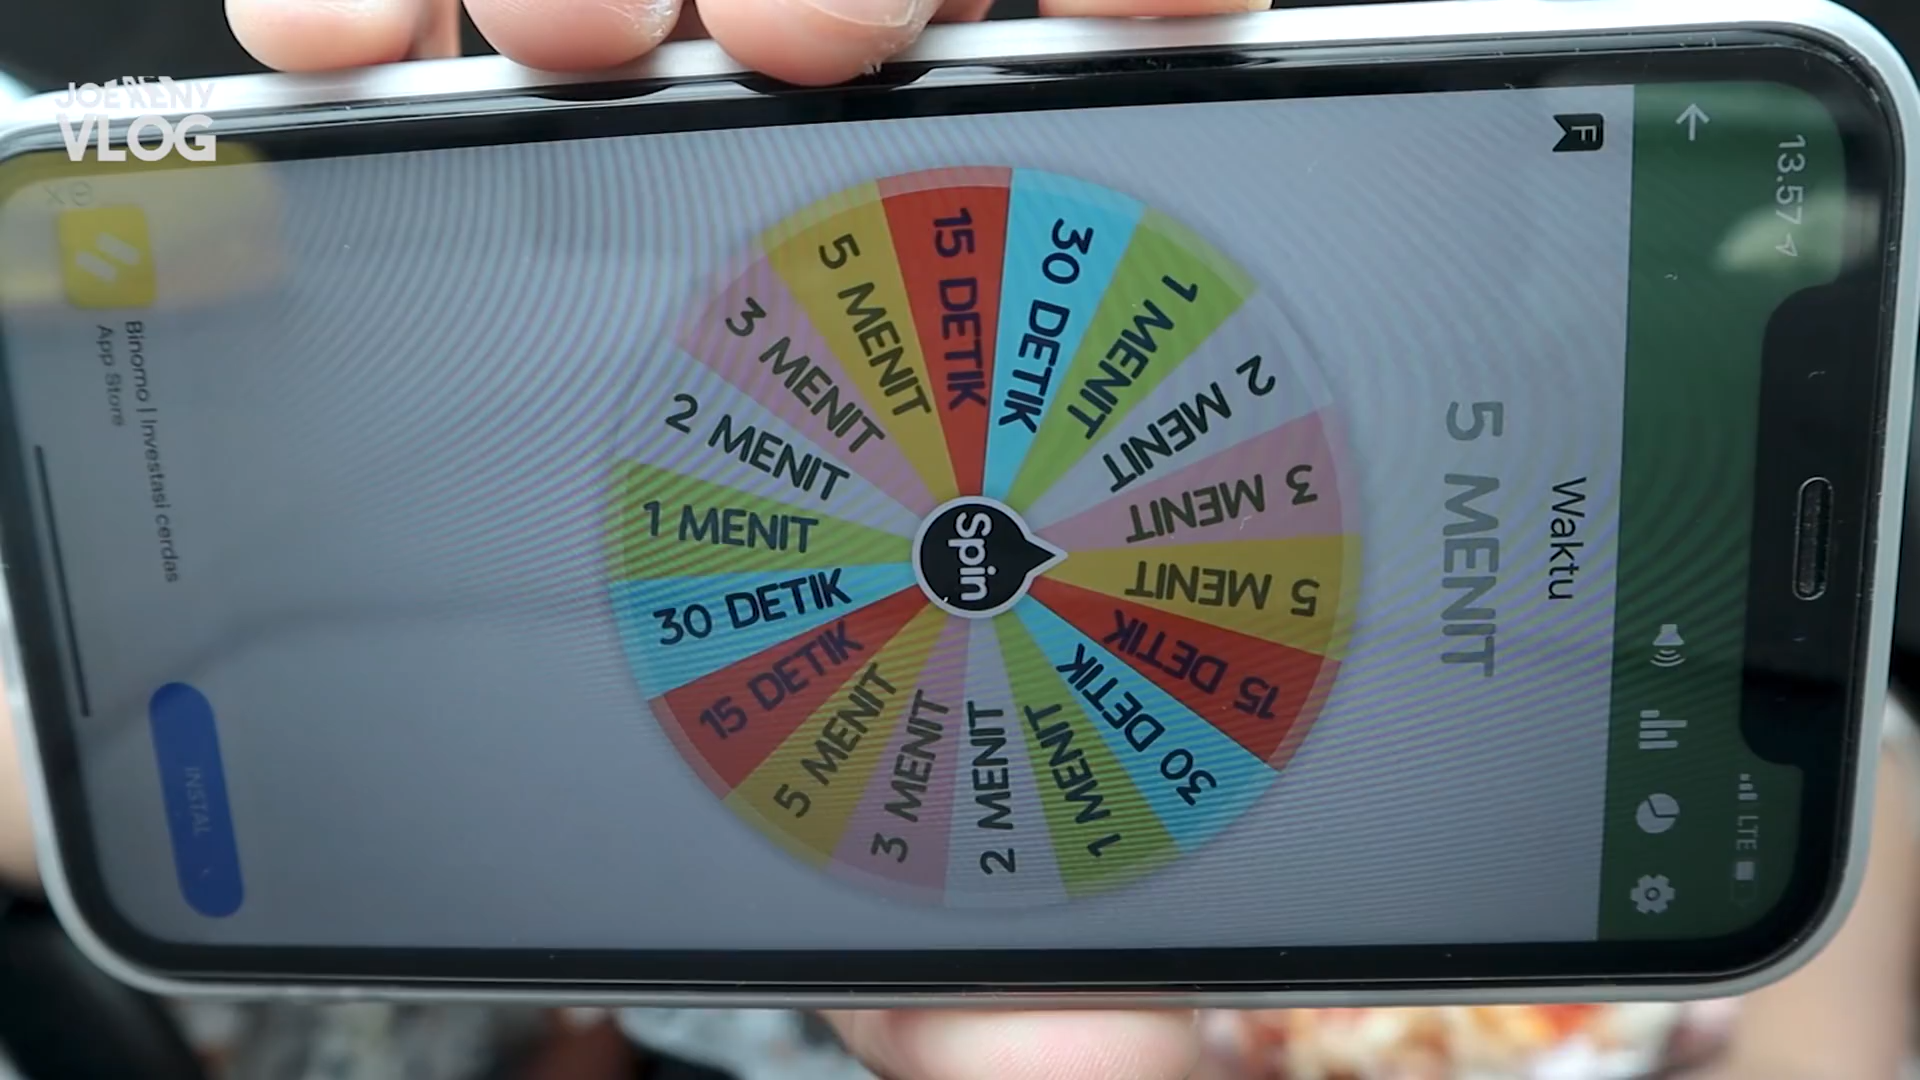 JOE KENY
VLOG
13.57
LTE
F
Waktu
5 MENIT
5 MENIT
15 DETIK
30 DETIK
1 MENIT
2 MENIT
3 MENIT
5 MENIT
15 DETIK
30 DETIK
1 MENIT
2 MENIT
3 MENIT
5 MENIT
15 DETIK
30 DETIK
1 MENIT
2 MENIT
3 MENIT
Spin
Binomo | Investasi cerdas
App Store
INSTAL